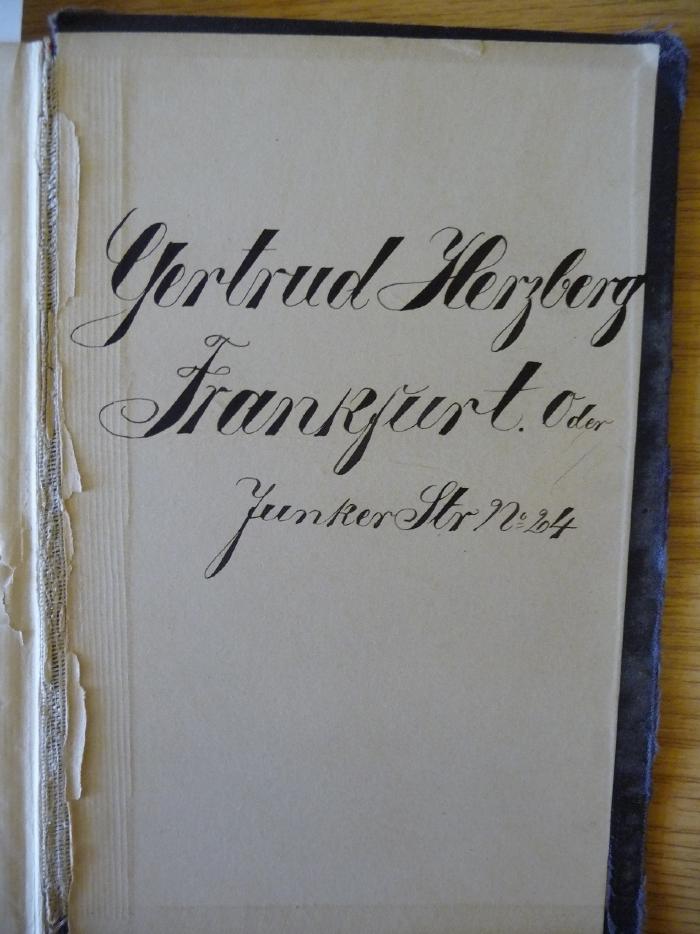 Gertrud Herzberg
Frankfurt. Oder
Junker Str No 24